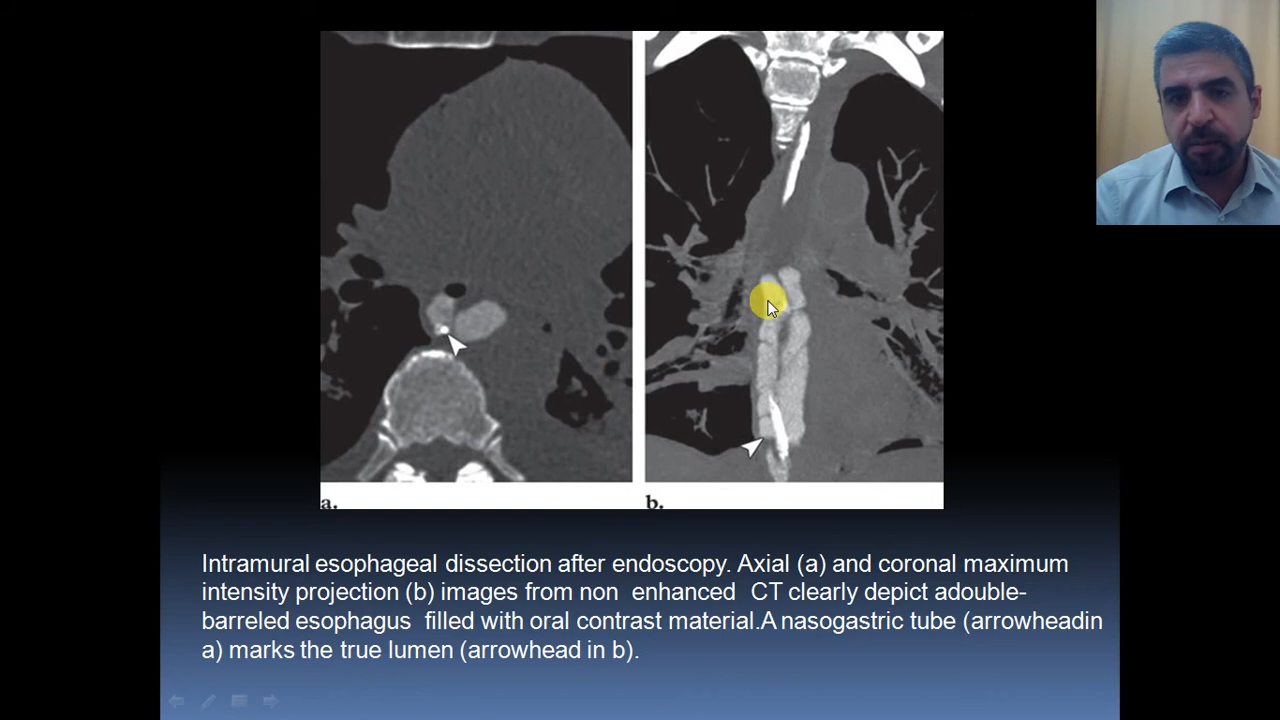 a.
b.
Intramural esophageal dissection after endoscopy. Axial (a) and coronal maximum
intensity projection (b) images from non enhanced CT clearly depict adouble-
barreled esophagus filled with oral contrast material.A nasogastric tube (arrowheadin
a) marks the true lumen (arrowhead in b).